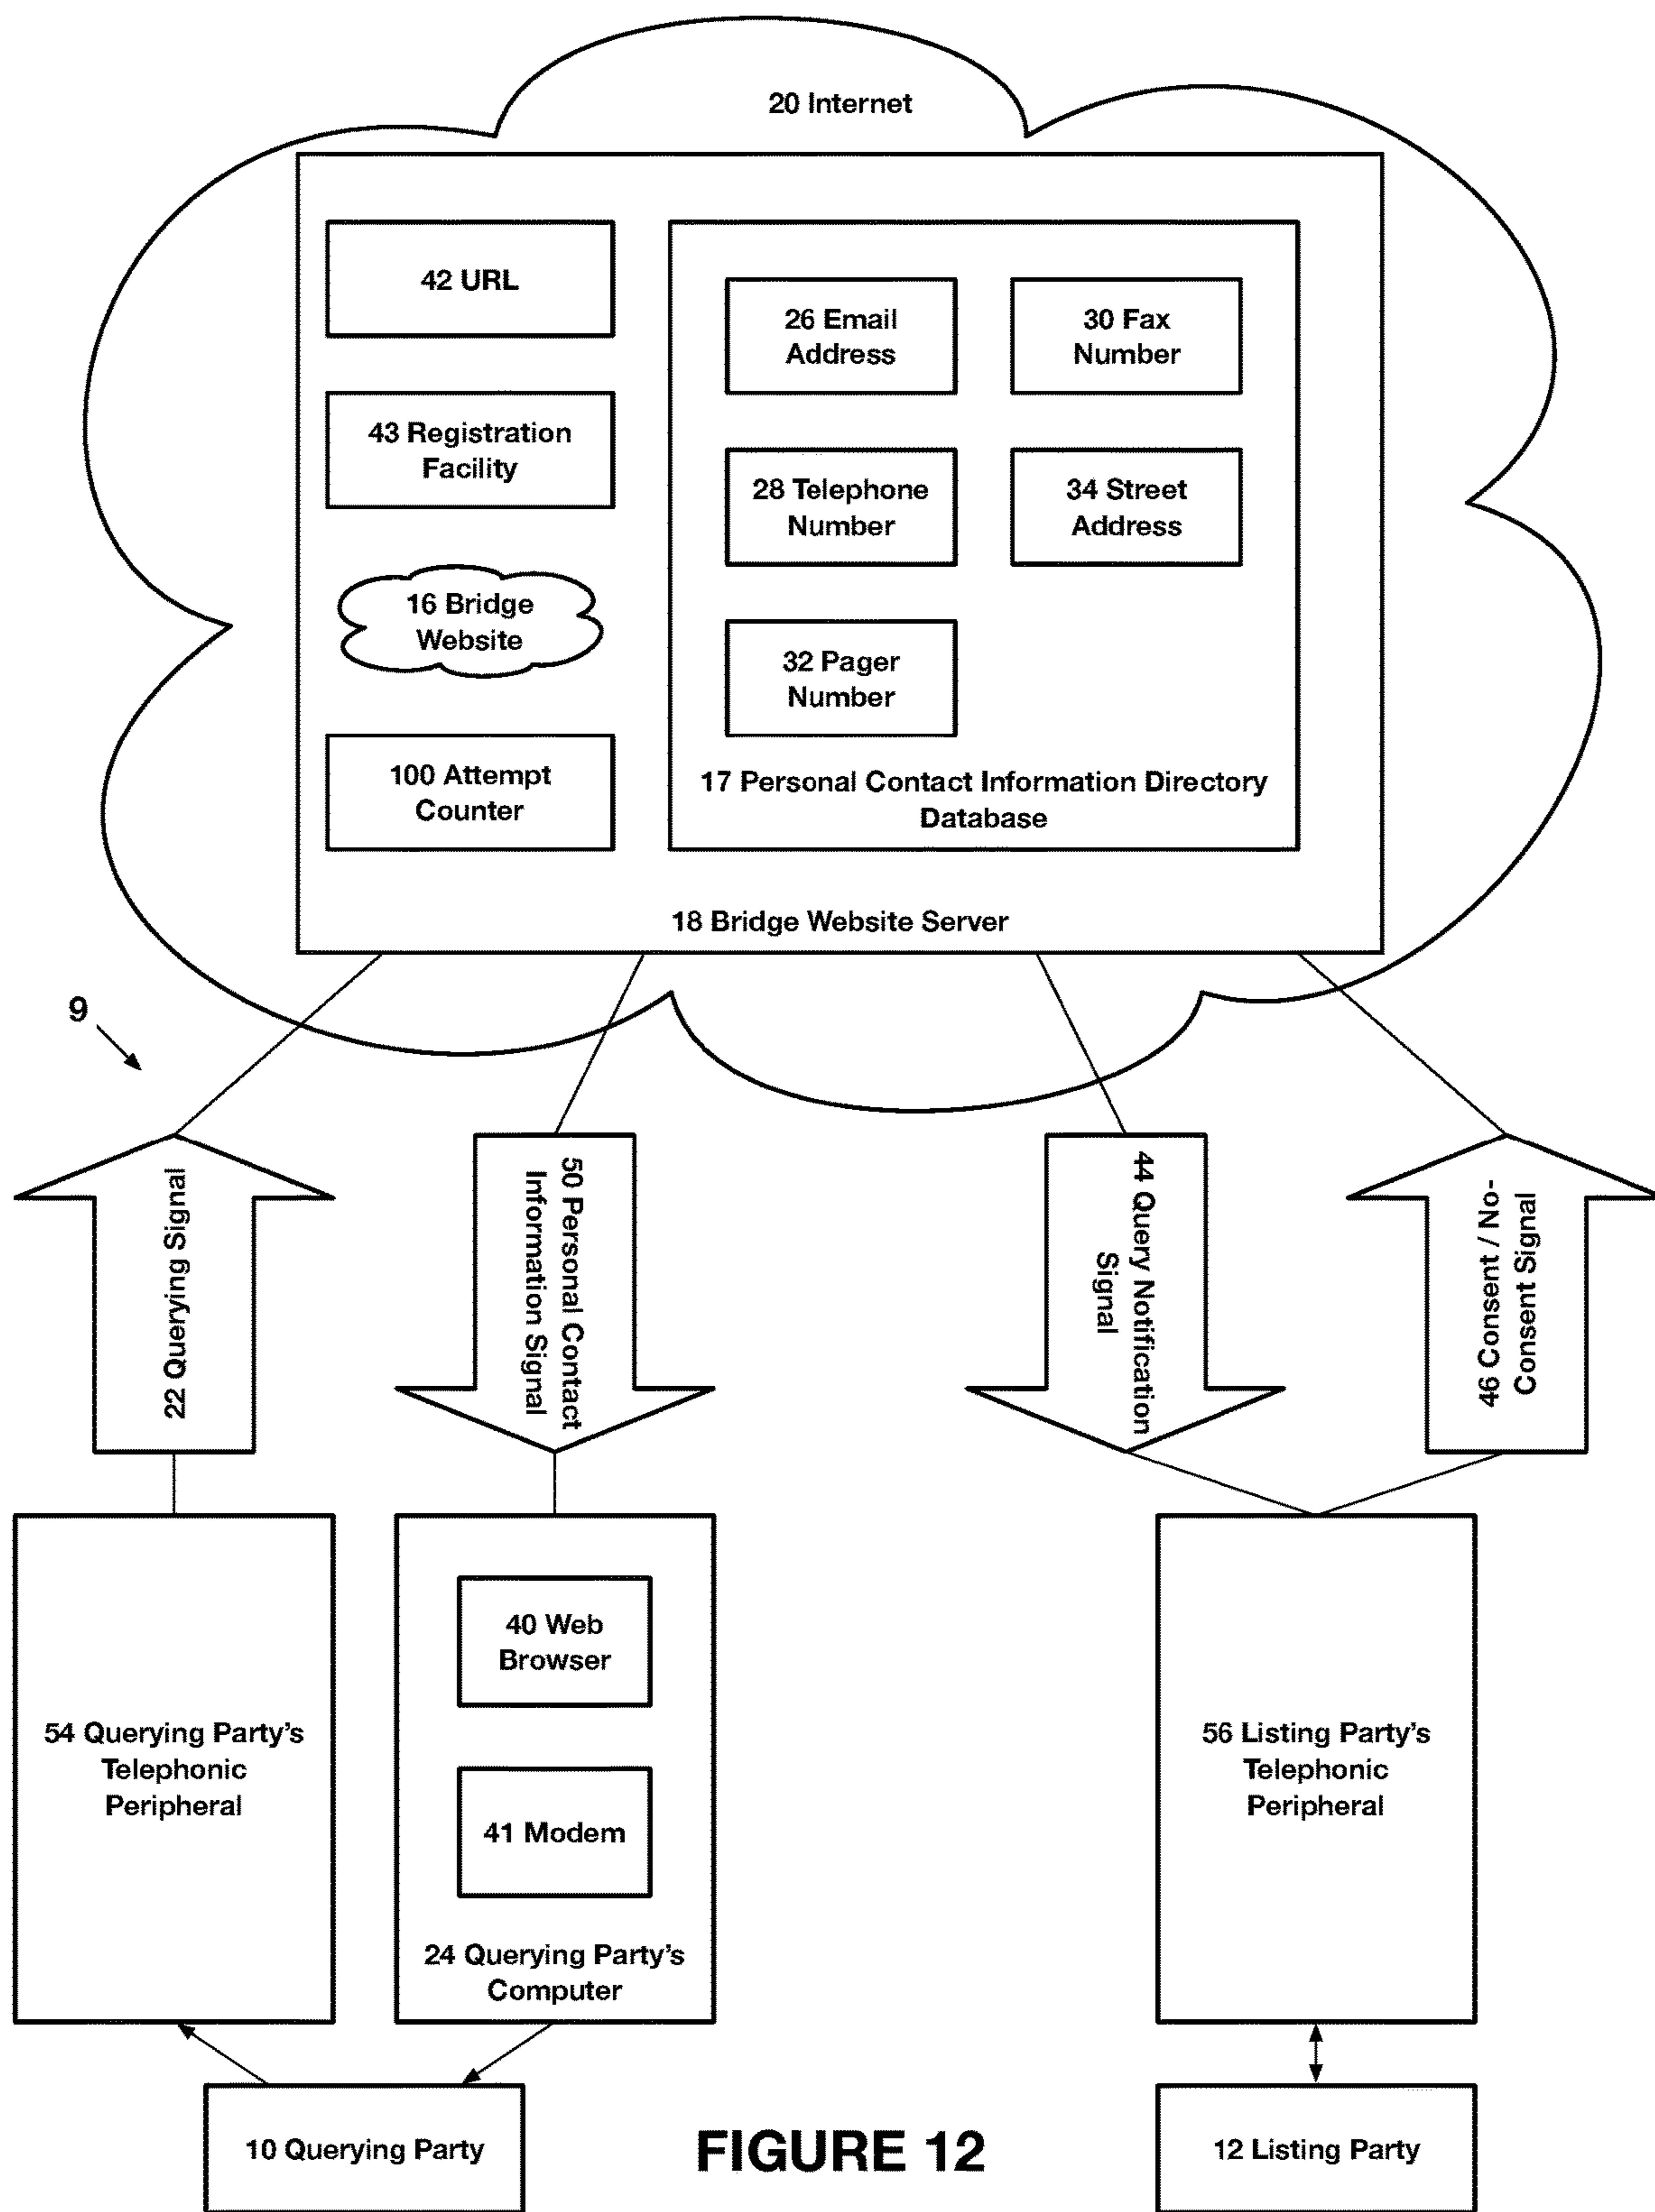 20 Internet
42 URL
26 Email
Address
30 Fax
Number
43 Registration
Facility
28 Telephone
Number
34 Street
Address
16 Bridge
Website
32 Pager
Number
100 Attempt
Counter
17 Personal Contact Information Directory
Database
18 Bridge Website Server
9
22 Querying Signal
50 Personal Contact
Information Signal
44 Query Notification
Signal
46 Consent / No-
Consent Signal
54 Querying Party's
Telephonic
Peripheral
40 Web
Browser
41 Modem
24 Querying Party's
Computer
56 Listing Party's
Telephonic
Peripheral
10 Querying Party
FIGURE 12
12 Listing Party